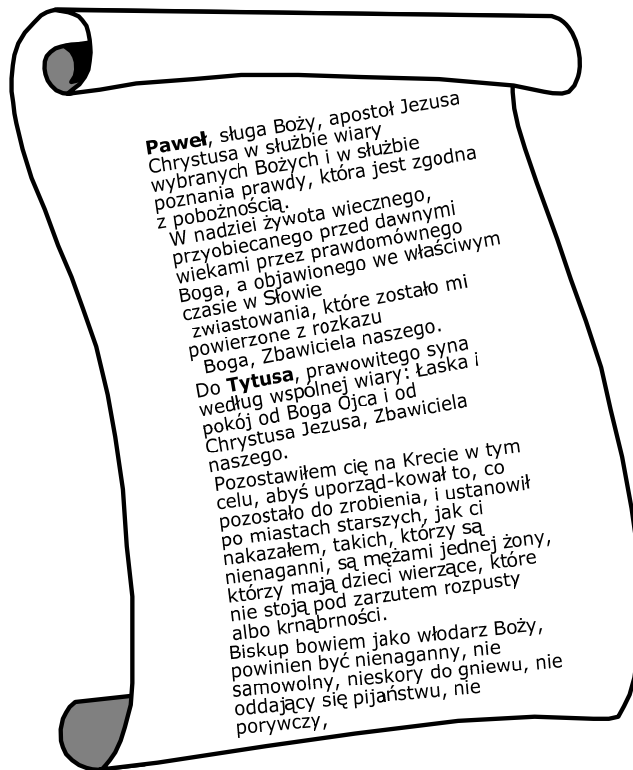 Paweł, sługa Boży, apostoł Jezusa
Chrystusa w służbie wiary
wybranych Bożych i w służbie
poznania prawdy, która jest zgodna
z pobożnością.
W nadziei żywota wiecznego,
przyobiecanego przed dawnymi
wiekami przez prawdomównego
Boga, a objawionego we właściwym
czasie w Słowie
zwiastowania, które zostało mi
powierzone z rozkazu
Boga, Zbawiciela naszego.
Do Tytusa, prawowitego syna
według wspólnej wiary: Łaska i
pokój od Boga Ojca i od
Chrystusa Jezusa, Zbawiciela
naszego.
Pozostawiłem cię na Krecie w tym
celu, abyś uporząd-kował to, co
pozostało do zrobienia, i ustanowił
po miastach starszych, jak ci
nakazałem, takich, którzy są
nienaganni, są mężami jednej żony,
którzy mają dzieci wierzące, które
nie stoją pod zarzutem rozpusty
albo krnąbrności.
Biskup bowiem jako włodarz Boży,
powinien być nienaganny, nie
samowolny, nieskory do gniewu, nie
oddający się pijaństwu, nie
porywczy,